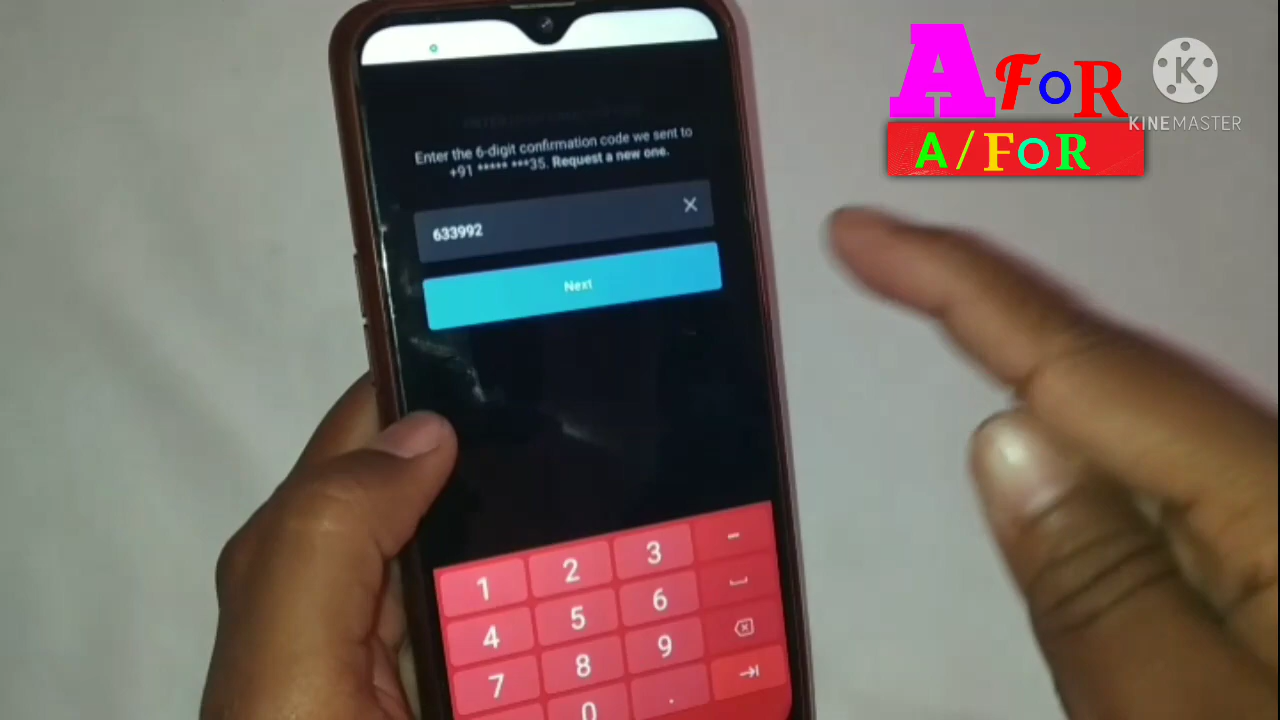 Enter the 6-digit confirmation code we sent to
+91 ***** ***35. Request a new one.
633992
Next
1 2 3 -
4 5 6
7 8 9
0 .
A FoR
A/FoR
K
KINEMASTER